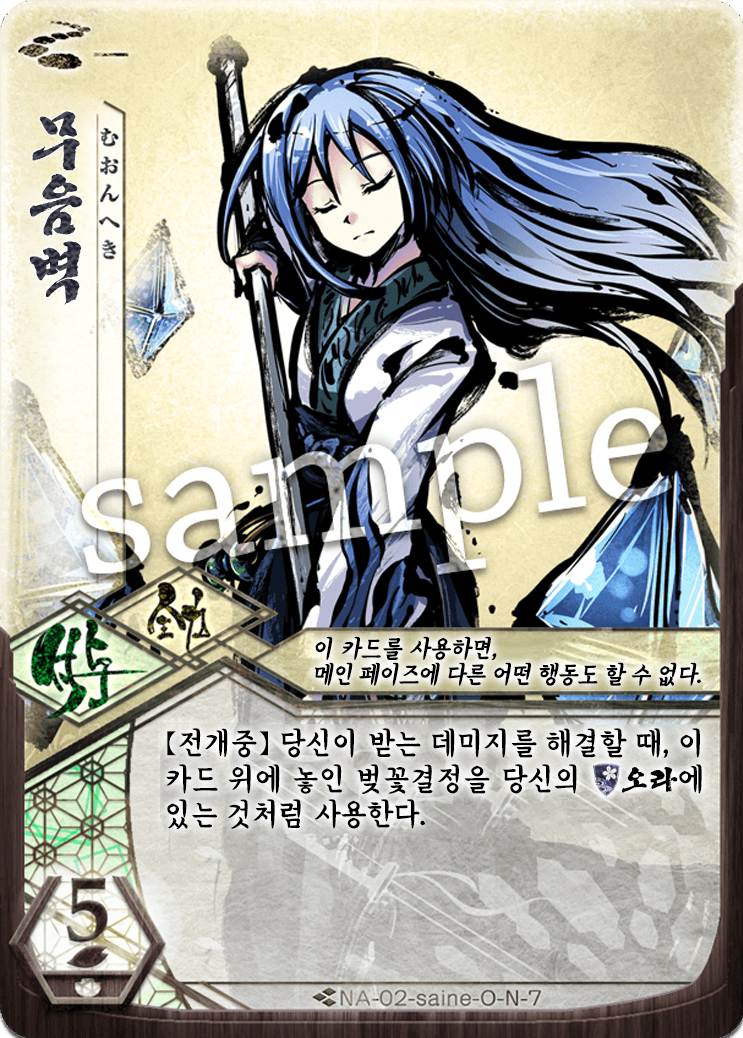 무음벽
むおんへき
sample
부여
전력
이 카드를 사용하면,
메인 페이즈에 다른 어떤 행동도 할 수 없다.
【전개중】 당신이 받는 데미지를 해결할 때, 이
카드 위에 놓인 벚꽃결정을 당신의 오라에
있는 것처럼 사용한다.
5
NA-02-saine-O-N-7